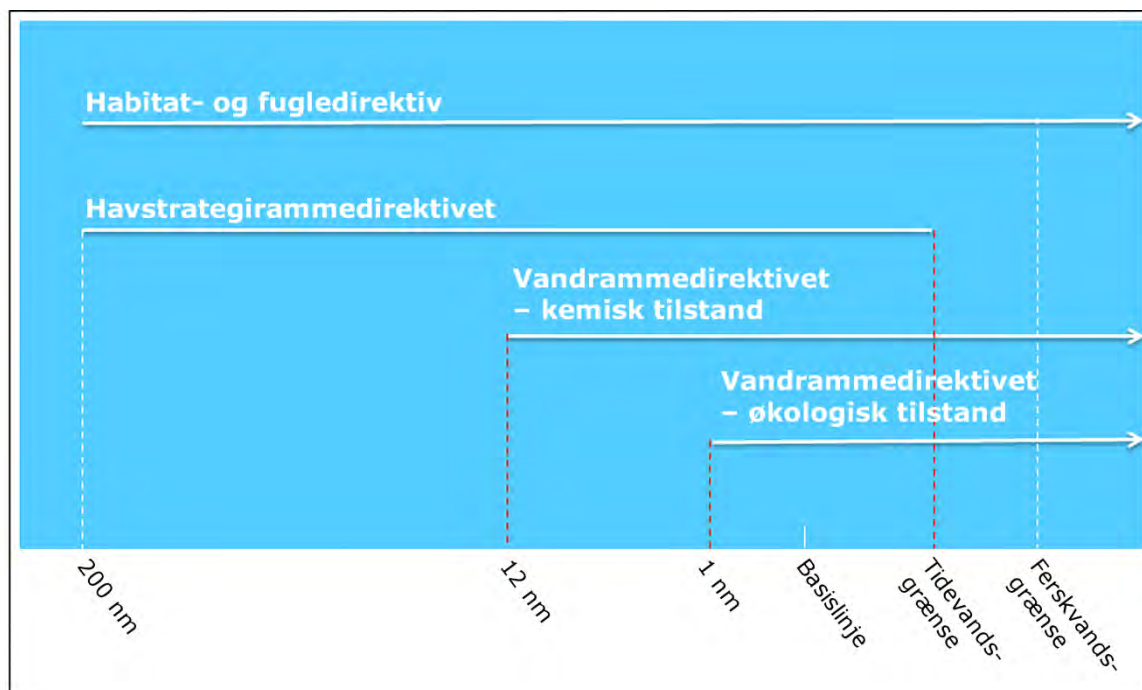 Habitat- og fugledirektiv
Havstrategirammedirektivet
Vandrammedirektivet
– kemisk tilstand
Vandrammedirektivet
– økologisk tilstand
200 nm
12 nm
1 nm
Basislinje
Tidevands-
grænse
Ferskvands-
grænse